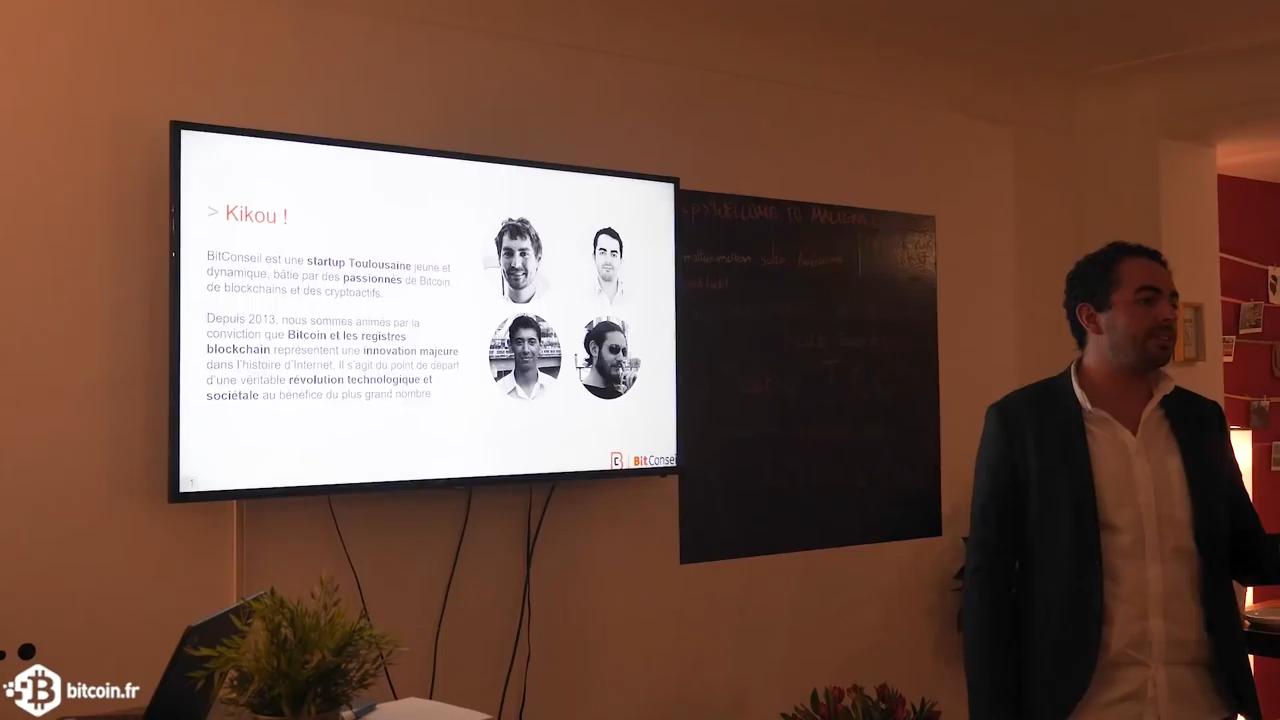 > Kikou !
BitConseil est une startup Toulousaine jeune et
dynamique, bâtie par des passionnés de Bitcoin,
de blockchains et des cryptoactifs.
Depuis 2013, nous sommes animés par la
conviction que Bitcoin et les registres
blockchain représentent une innovation majeure
dans l'histoire d'Internet. Il s'agit du point de départ
d'une véritable révolution technologique et
sociétale au bénéfice du plus grand nombre
1
BitConseil
WELCOME TO
bitcoin.fr